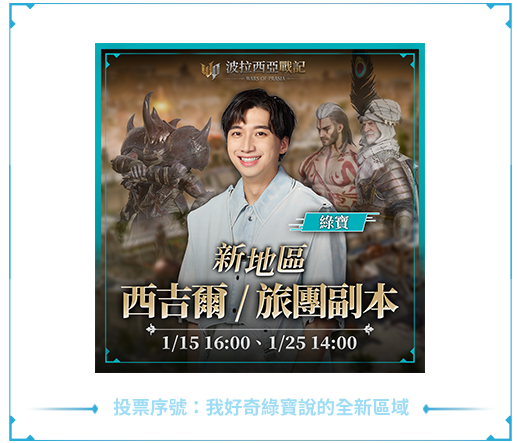 波拉西亞戰記
WARS OF PRASIA
綠寶
新地區
西吉爾 / 旅團副本
1/15 16:00、1/25 14:00
投票序號：我好奇綠寶說的全新區域